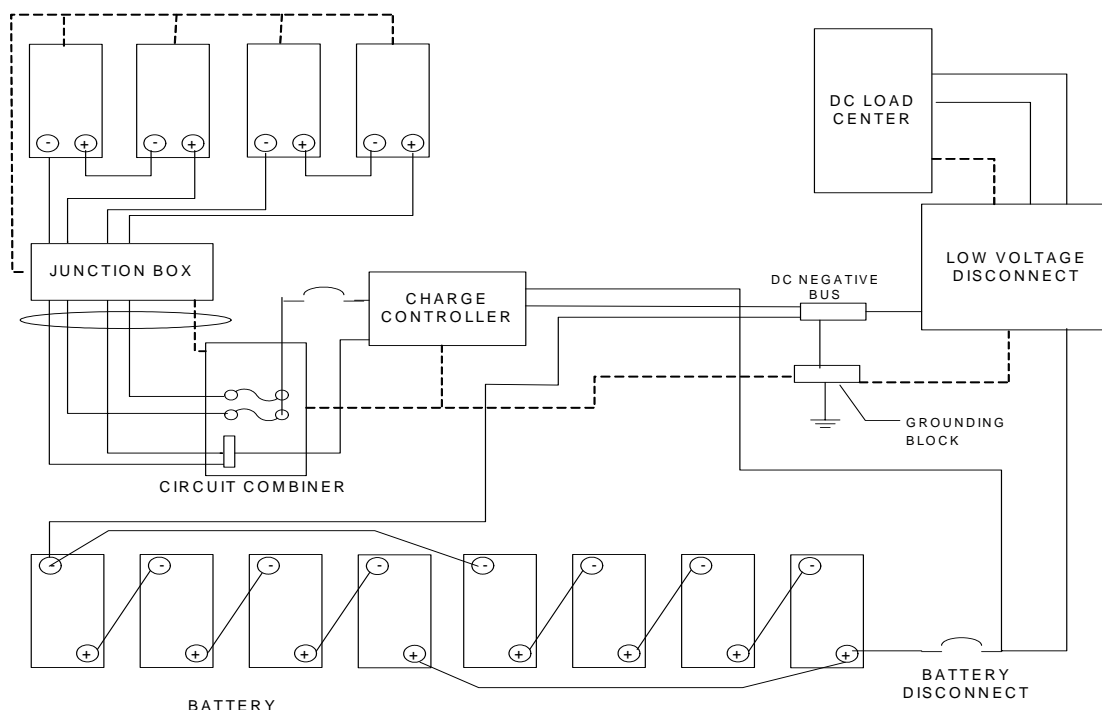 - + - + - + - +
DC LOAD
CENTER
JUNCTION BOX
CHARGE
CONTROLLER
DC NEGATIVE
BUS
LOW VOLTAGE
DISCONNECT
GROUNDING
BLOCK
CIRCUIT COMBINER
- - - - - - - -
+ + + + + + + +
BATTERY
DISCONNECT
BATTERY